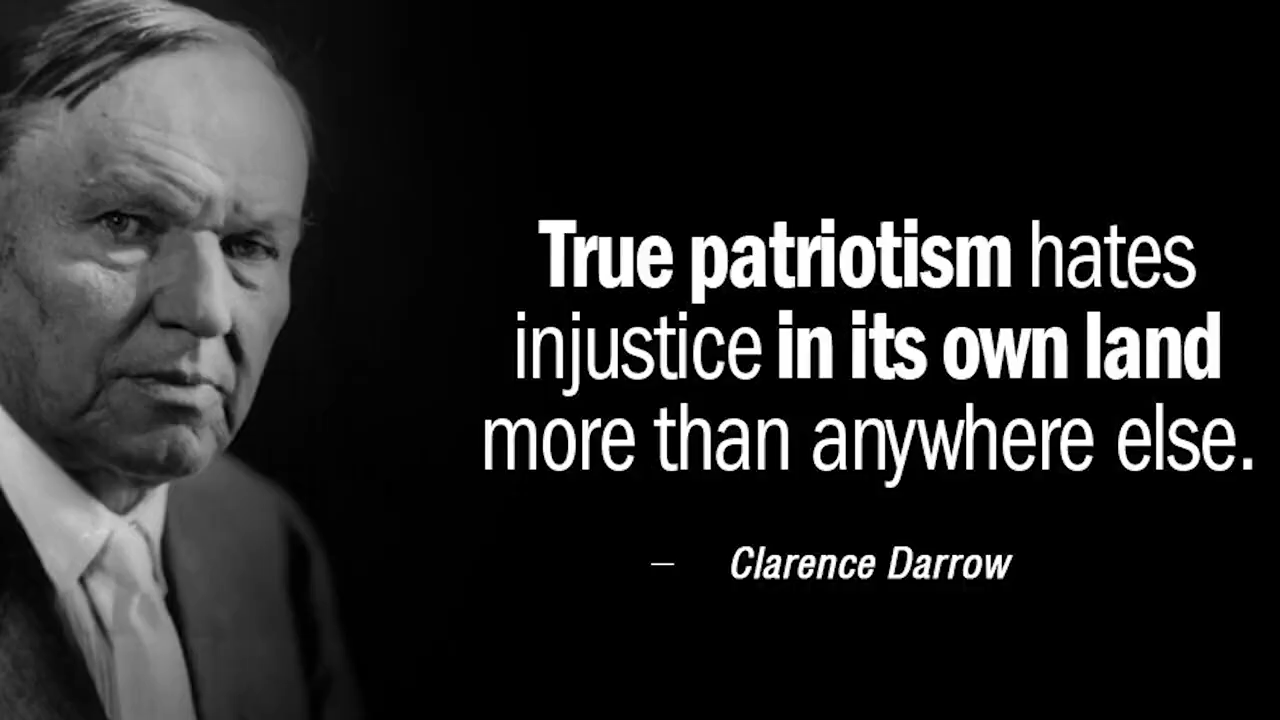 True patriotism hates
injustice in its own land
more than anywhere else.
– Clarence Darrow